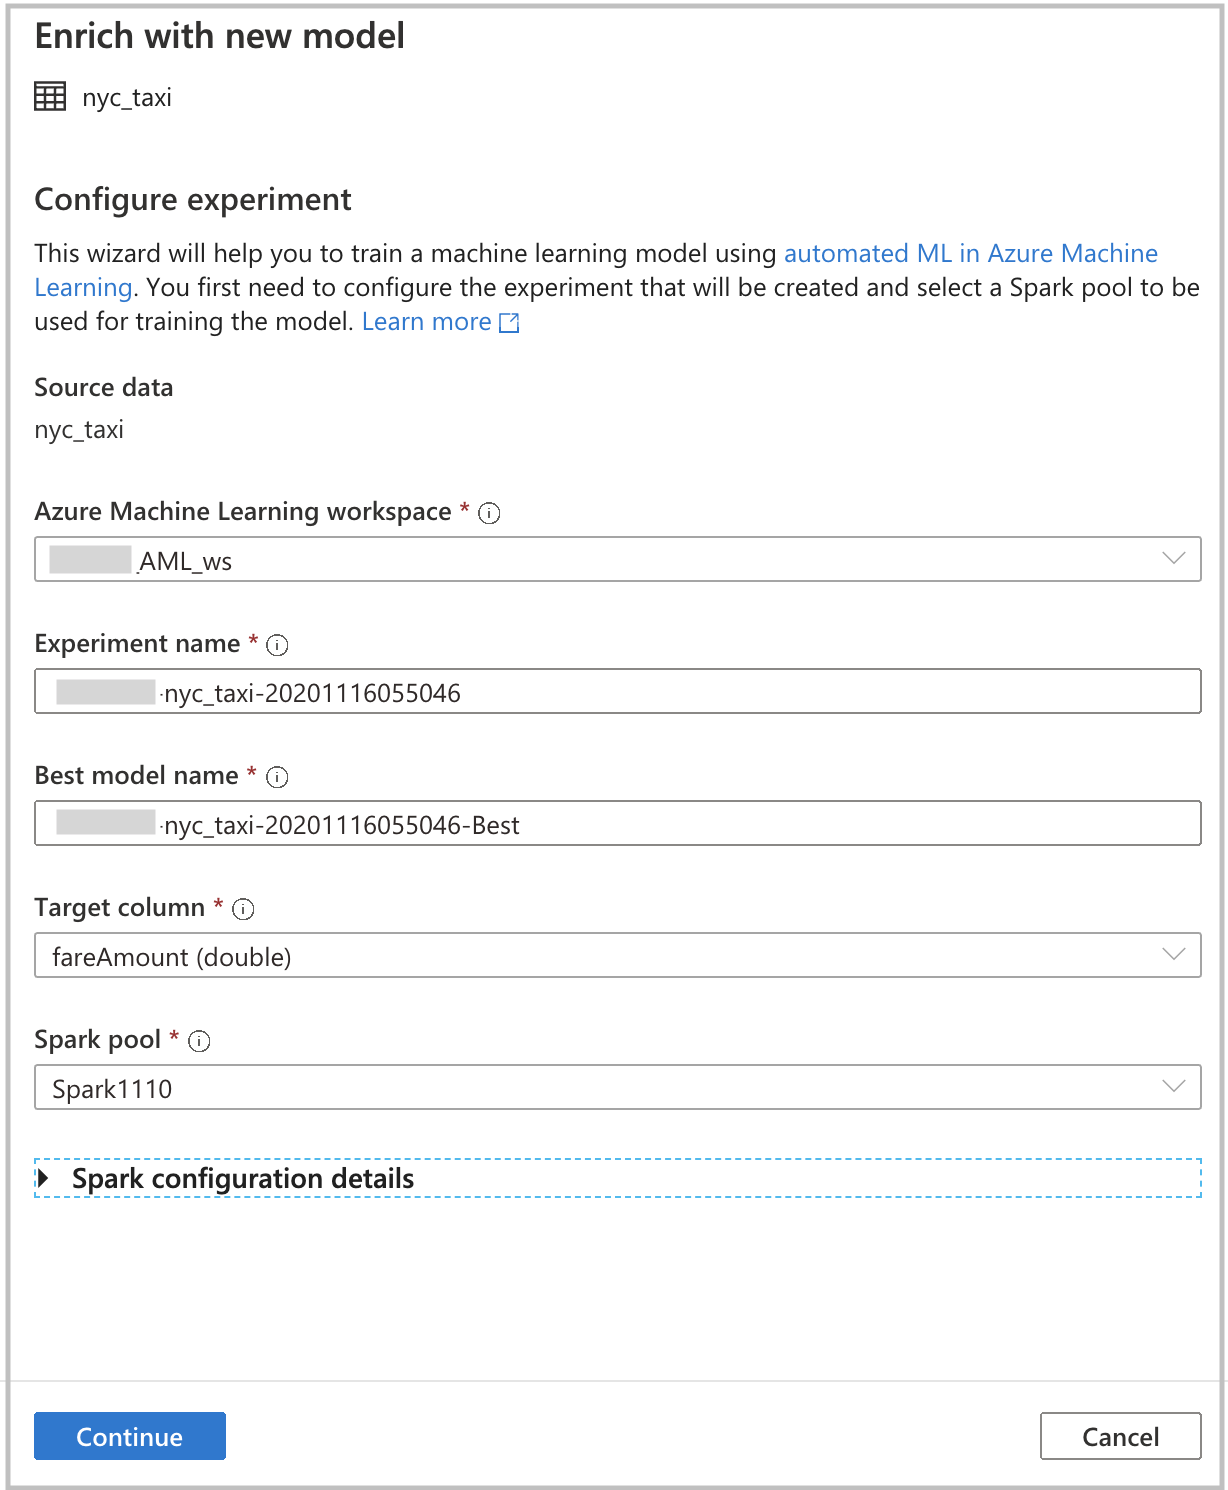 Enrich with new model
nyc_taxi
Configure experiment
This wizard will help you to train a machine learning model using automated ML in Azure Machine
Learning. You first need to configure the experiment that will be created and select a Spark pool to be
used for training the model. Learn more
Source data
nyc_taxi
Azure Machine Learning workspace *
_AML_ws
Experiment name *
-nyc_taxi-20201116055046
Best model name *
-nyc_taxi-20201116055046-Best
Target column *
fareAmount (double)
Spark pool *
Spark1110
Spark configuration details
Continue
Cancel